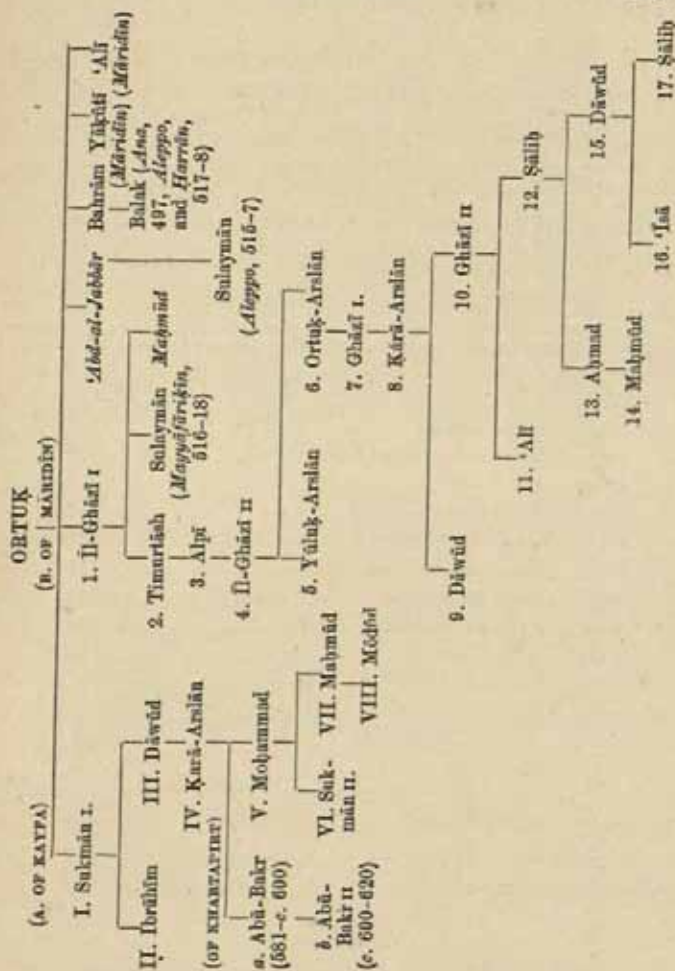 ORTUḲ
(A. OF KAYFA)
(B. OF MĀRIDĪN)
I. Sukmān I.
1. Īl-Ghāzī I
'Abd-al-Jabbār
Bahrām
Yāḳūtī
(Māridīn)
'Alī
(Māridīn)
Balak (Ana,
497, Aleppo,
and Ḥarrān,
517–8)
Sulaymān
(Aleppo, 515–7)
II. Ibrāhīm
III. Dāwūd
2. Timurtāsh
Sulaymān
(Mayyāfāriḳīn,
516–18)
Maḥmūd
IV. Ḳarā-Arslān
3. Alpī
(OF KHARTAPIRT)
4. Īl-Ghāzī II
a. Abū-Bakr
(581–c. 600)
V. Moḥammad
5. Yūluḳ-Arslān
6. Ortuḳ-Arslān
b. Abū-
Bakr II
(c. 600–620)
VI. Suk-
mān II.
VII. Maḥmūd
7. Ghāzī I.
VIII. Mōdūd
8. Ḳārā-Arslān
9. Dāwūd
10. Ghāzī II
11. 'Alī
12. Ṣāliḥ
13. Aḥmad
15. Dāwūd
14. Maḥmūd
16. 'Īsā
17. Ṣāliḥ